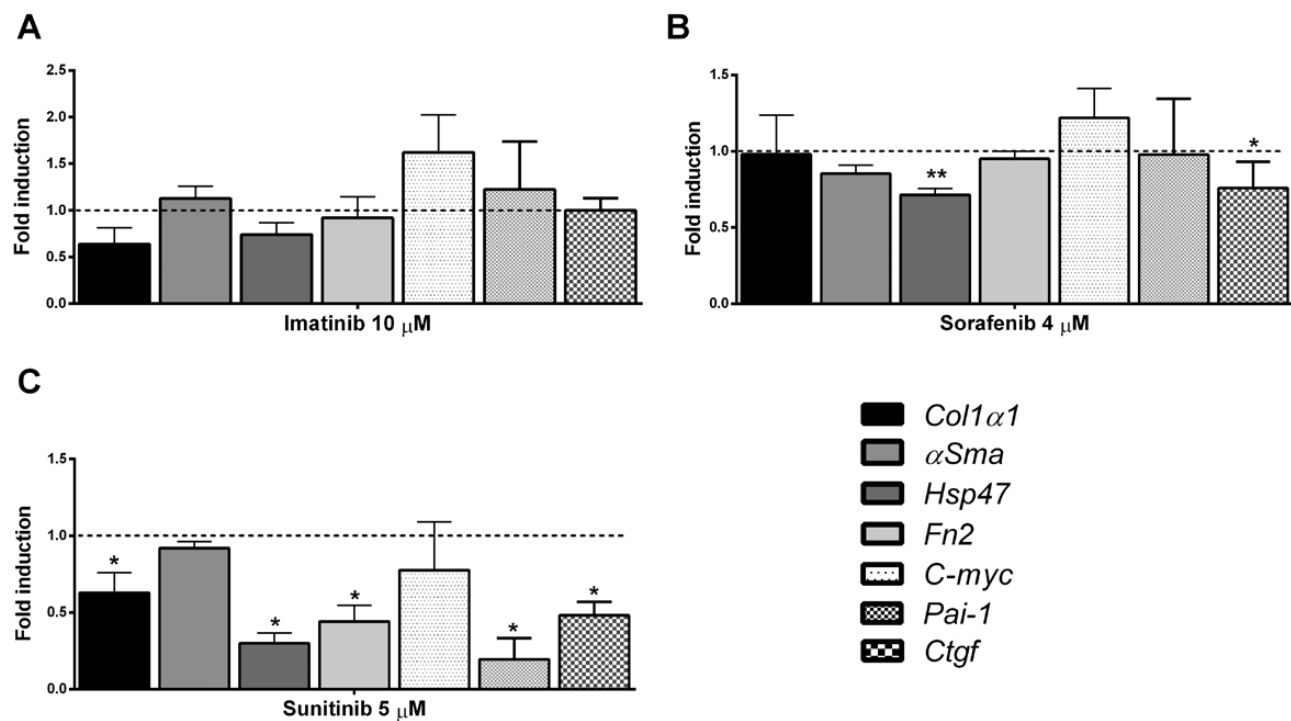 A
Fold induction
2.5
2.0
1.5
1.0
0.5
0.0
Imatinib 10 μM
B
Fold induction
1.5
1.0
0.5
0.0
**
*
Sorafenib 4 μM
C
Fold induction
1.5
1.0
0.5
0.0
*
*
*
*
*
Sunitinib 5 μM
Col1α1
αSma
Hsp47
Fn2
C-myc
Pai-1
Ctgf